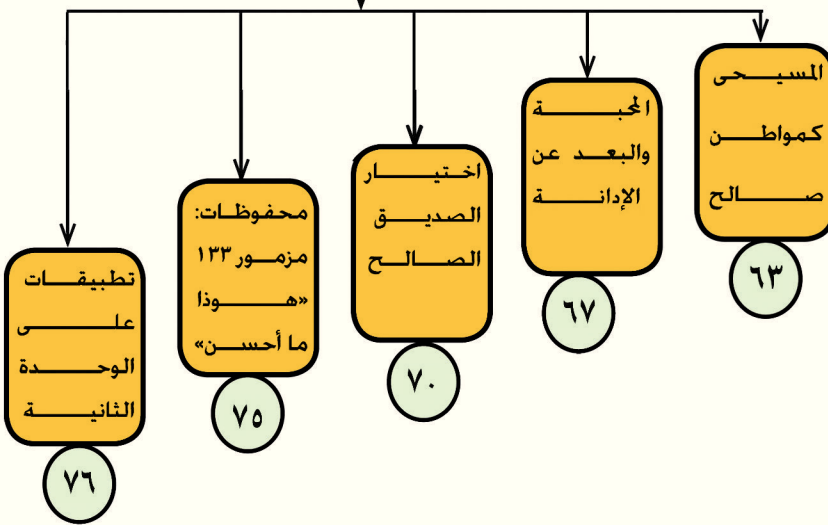 المسيحى
كمواطن
صالح
٦٣
المحبة
والبعد عن
الإدانة
٦٧
اختيار
الصديق
الصالح
٧٠
محفوظات:
مزمور ١٣٣
«هوذا
ما أحسن»
٧٥
تطبيقات
على
الوحدة
الثانية
٧٦